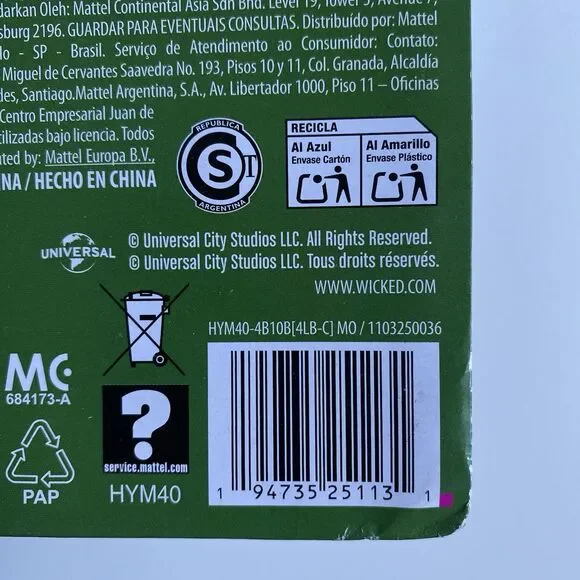 darkan Oleh: Mattel Continental Asia Sdn Bhd. Level 19, Tower 3, Avenue 7,
sburg 2196. GUARDAR PARA EVENTUAIS CONSULTAS. Distribuído por: Mattel
lo - SP - Brasil. Serviço de Atendimento ao Consumidor: Contato:
Miguel de Cervantes Saavedra No. 193, Pisos 10 y 11, Col. Granada, Alcaldía
des, Santiago.Mattel Argentina, S.A., Av. Libertador 1000, Piso 11 – Oficinas
Centro Empresarial Juan de
utilizadas bajo licencia. Todos
ted by: Mattel Europa B.V.,
NA / HECHO EN CHINA
REPUBLICA
S
T
ARGENTINA
RECICLA
Al Azul
Envase Cartón
Al Amarillo
Envase Plástico
UNIVERSAL
© Universal City Studios LLC. All Rights Reserved.
© Universal City Studios LLC. Tous droits réservés.
WWW.WICKED.COM
HYM40-4B10B[4LB-C] MO / 1103250036
MC
684173-A
?
service.mattel.com
PAP
HYM40
1 94735 25113 1